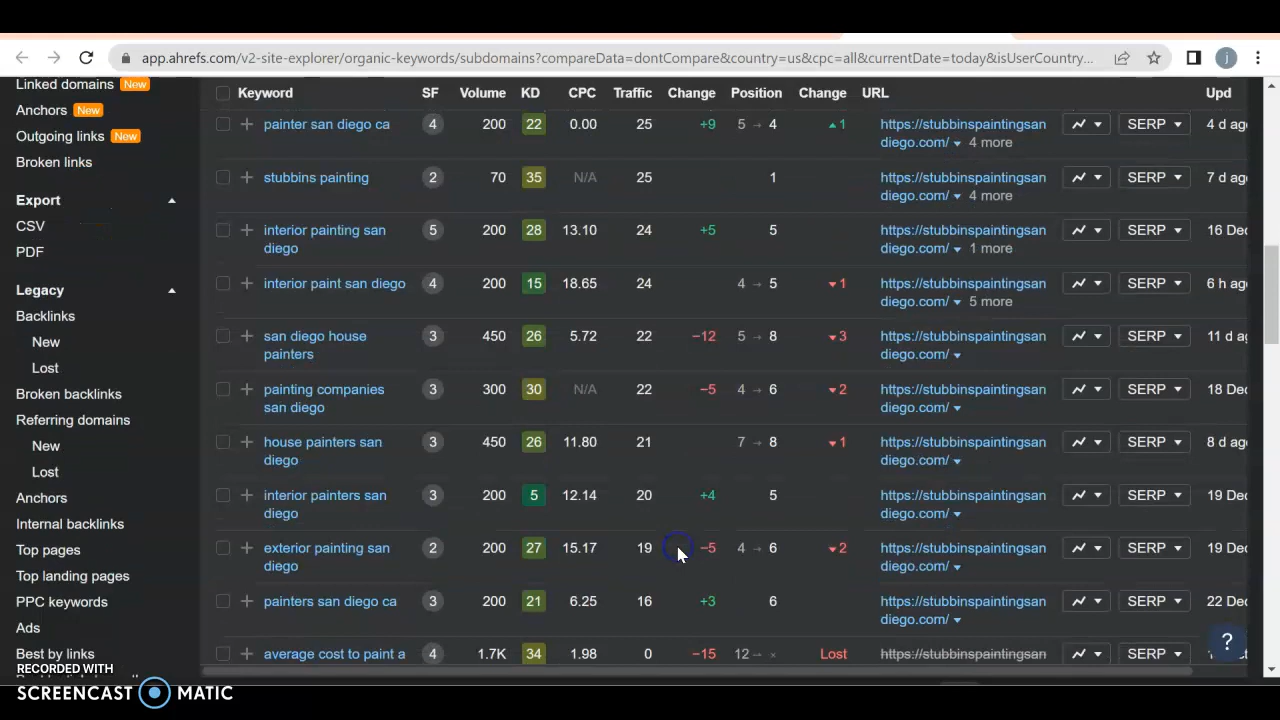 app.ahrefs.com/v2-site-explorer/organic-keywords/subdomains?compareData=dontCompare&country=us&cpc=all&currentDate=today&isUserCountry... j
Linked domains New
Anchors New
Outgoing links New
Broken links
Export
CSV
PDF
Legacy
Backlinks
New
Lost
Broken backlinks
Referring domains
New
Lost
Anchors
Internal backlinks
Top pages
Top landing pages
PPC keywords
Ads
Best by links
Keyword SF Volume KD CPC Traffic Change Position Change URL Upd
painter san diego ca 4 200 22 0.00 25 +9 5 → 4 1 https://stubbinspaintingsan SERP 4 d ag
diego.com/ 4 more
stubbins painting 2 70 35 N/A 25 1 https://stubbinspaintingsan SERP 7 d ag
diego.com/ 4 more
interior painting san 5 200 28 13.10 24 +5 5 https://stubbinspaintingsan SERP 16 Dec
diego diego.com/ 1 more
interior paint san diego 4 200 15 18.65 24 4 → 5 1 https://stubbinspaintingsan SERP 6 h ag
diego.com/ 5 more
san diego house 3 450 26 5.72 22 −12 5 → 8 3 https://stubbinspaintingsan SERP 11 d a
painters diego.com/
painting companies 3 300 30 N/A 22 −5 4 → 6 2 https://stubbinspaintingsan SERP 18 Dec
san diego diego.com/
house painters san 3 450 26 11.80 21 7 → 8 1 https://stubbinspaintingsan SERP 8 d ag
diego diego.com/
interior painters san 3 200 5 12.14 20 +4 5 https://stubbinspaintingsan SERP 19 Dec
diego diego.com/
exterior painting san 2 200 27 15.17 19 −5 4 → 6 2 https://stubbinspaintingsan SERP 19 Dec
diego diego.com/
painters san diego ca 3 200 21 6.25 16 +3 6 https://stubbinspaintingsan SERP 22 Dec
diego.com/
average cost to paint a 4 1.7K 34 1.98 0 −15 12 → × Lost https://stubbinspaintingsan SERP
?
RECORDED WITH
SCREENCAST MATIC